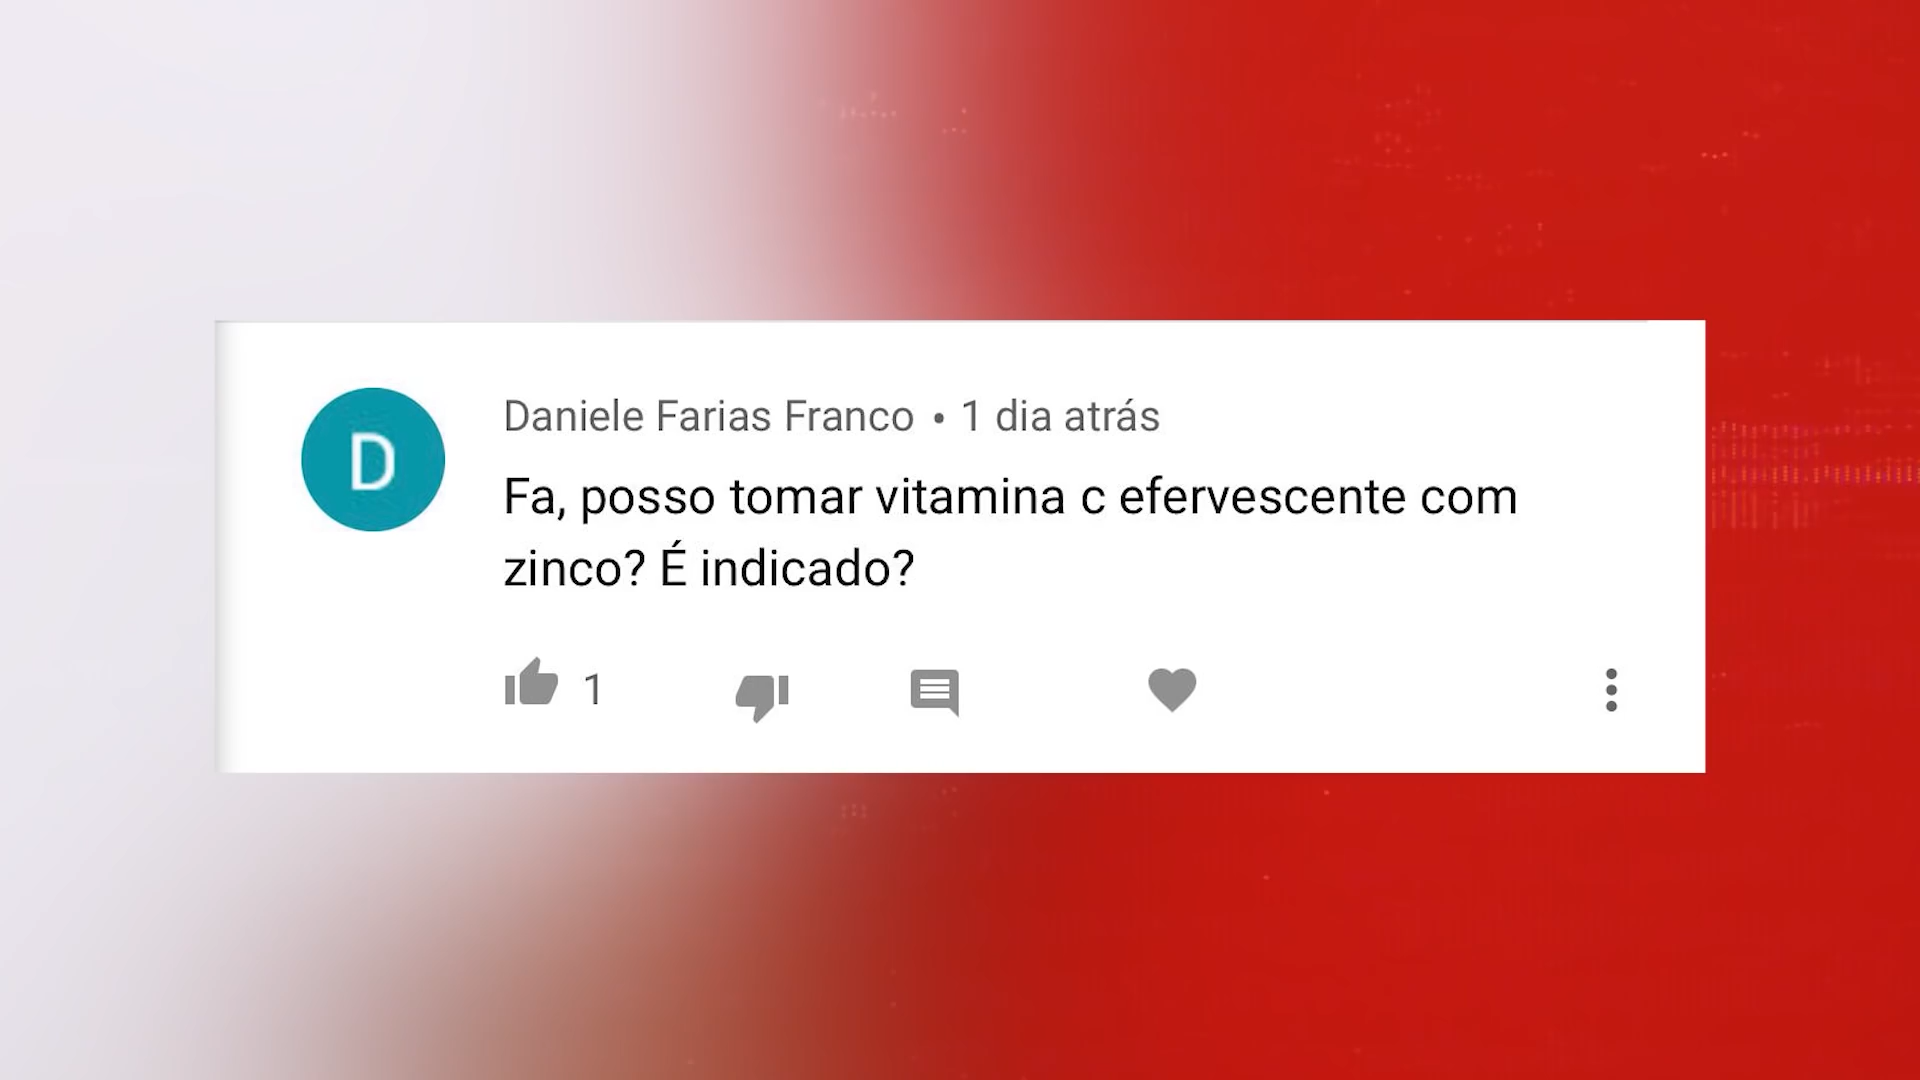 D
Daniele Farias Franco • 1 dia atrás
Fa, posso tomar vitamina c efervescente com
zinco? É indicado?
1